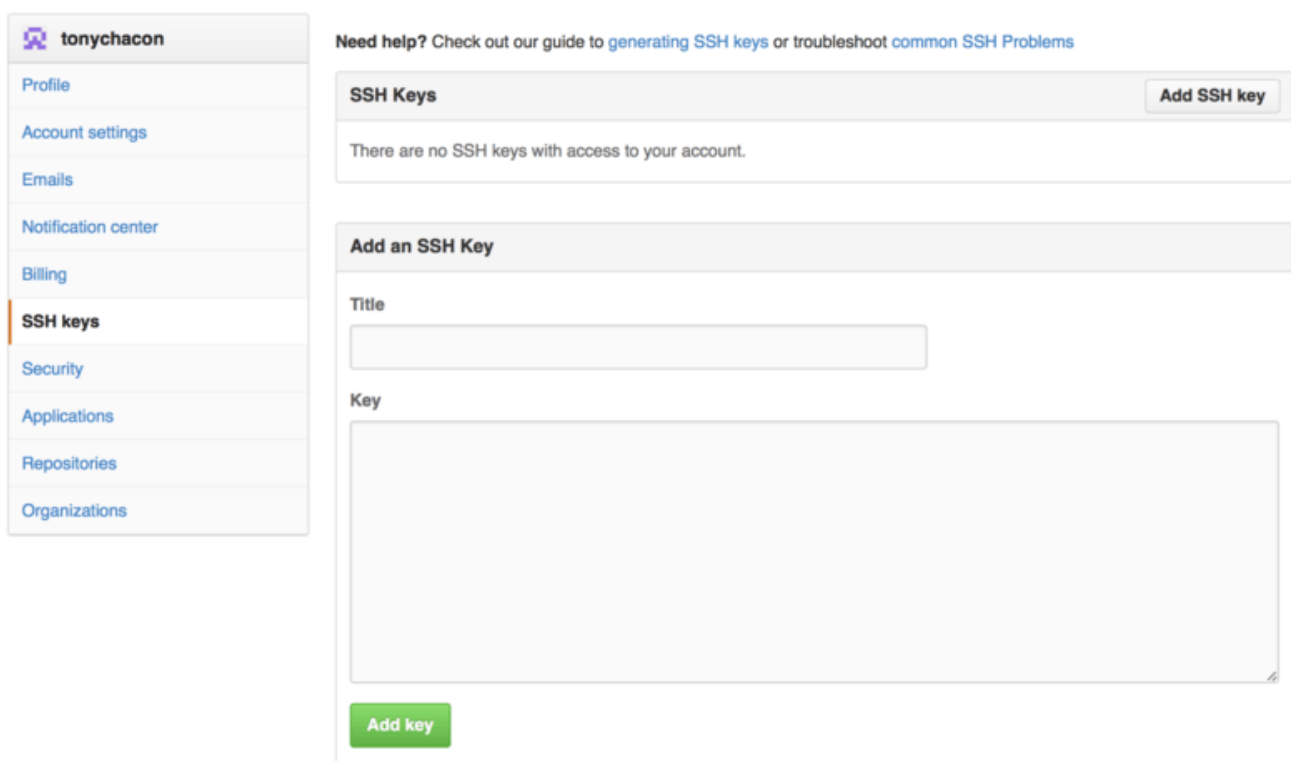 tonychacon
Profile
Account settings
Emails
Notification center
Billing
SSH keys
Security
Applications
Repositories
Organizations
Need help? Check out our guide to generating SSH keys or troubleshoot common SSH Problems
SSH Keys
Add SSH key
There are no SSH keys with access to your account.
Add an SSH Key
Title
Key
Add key